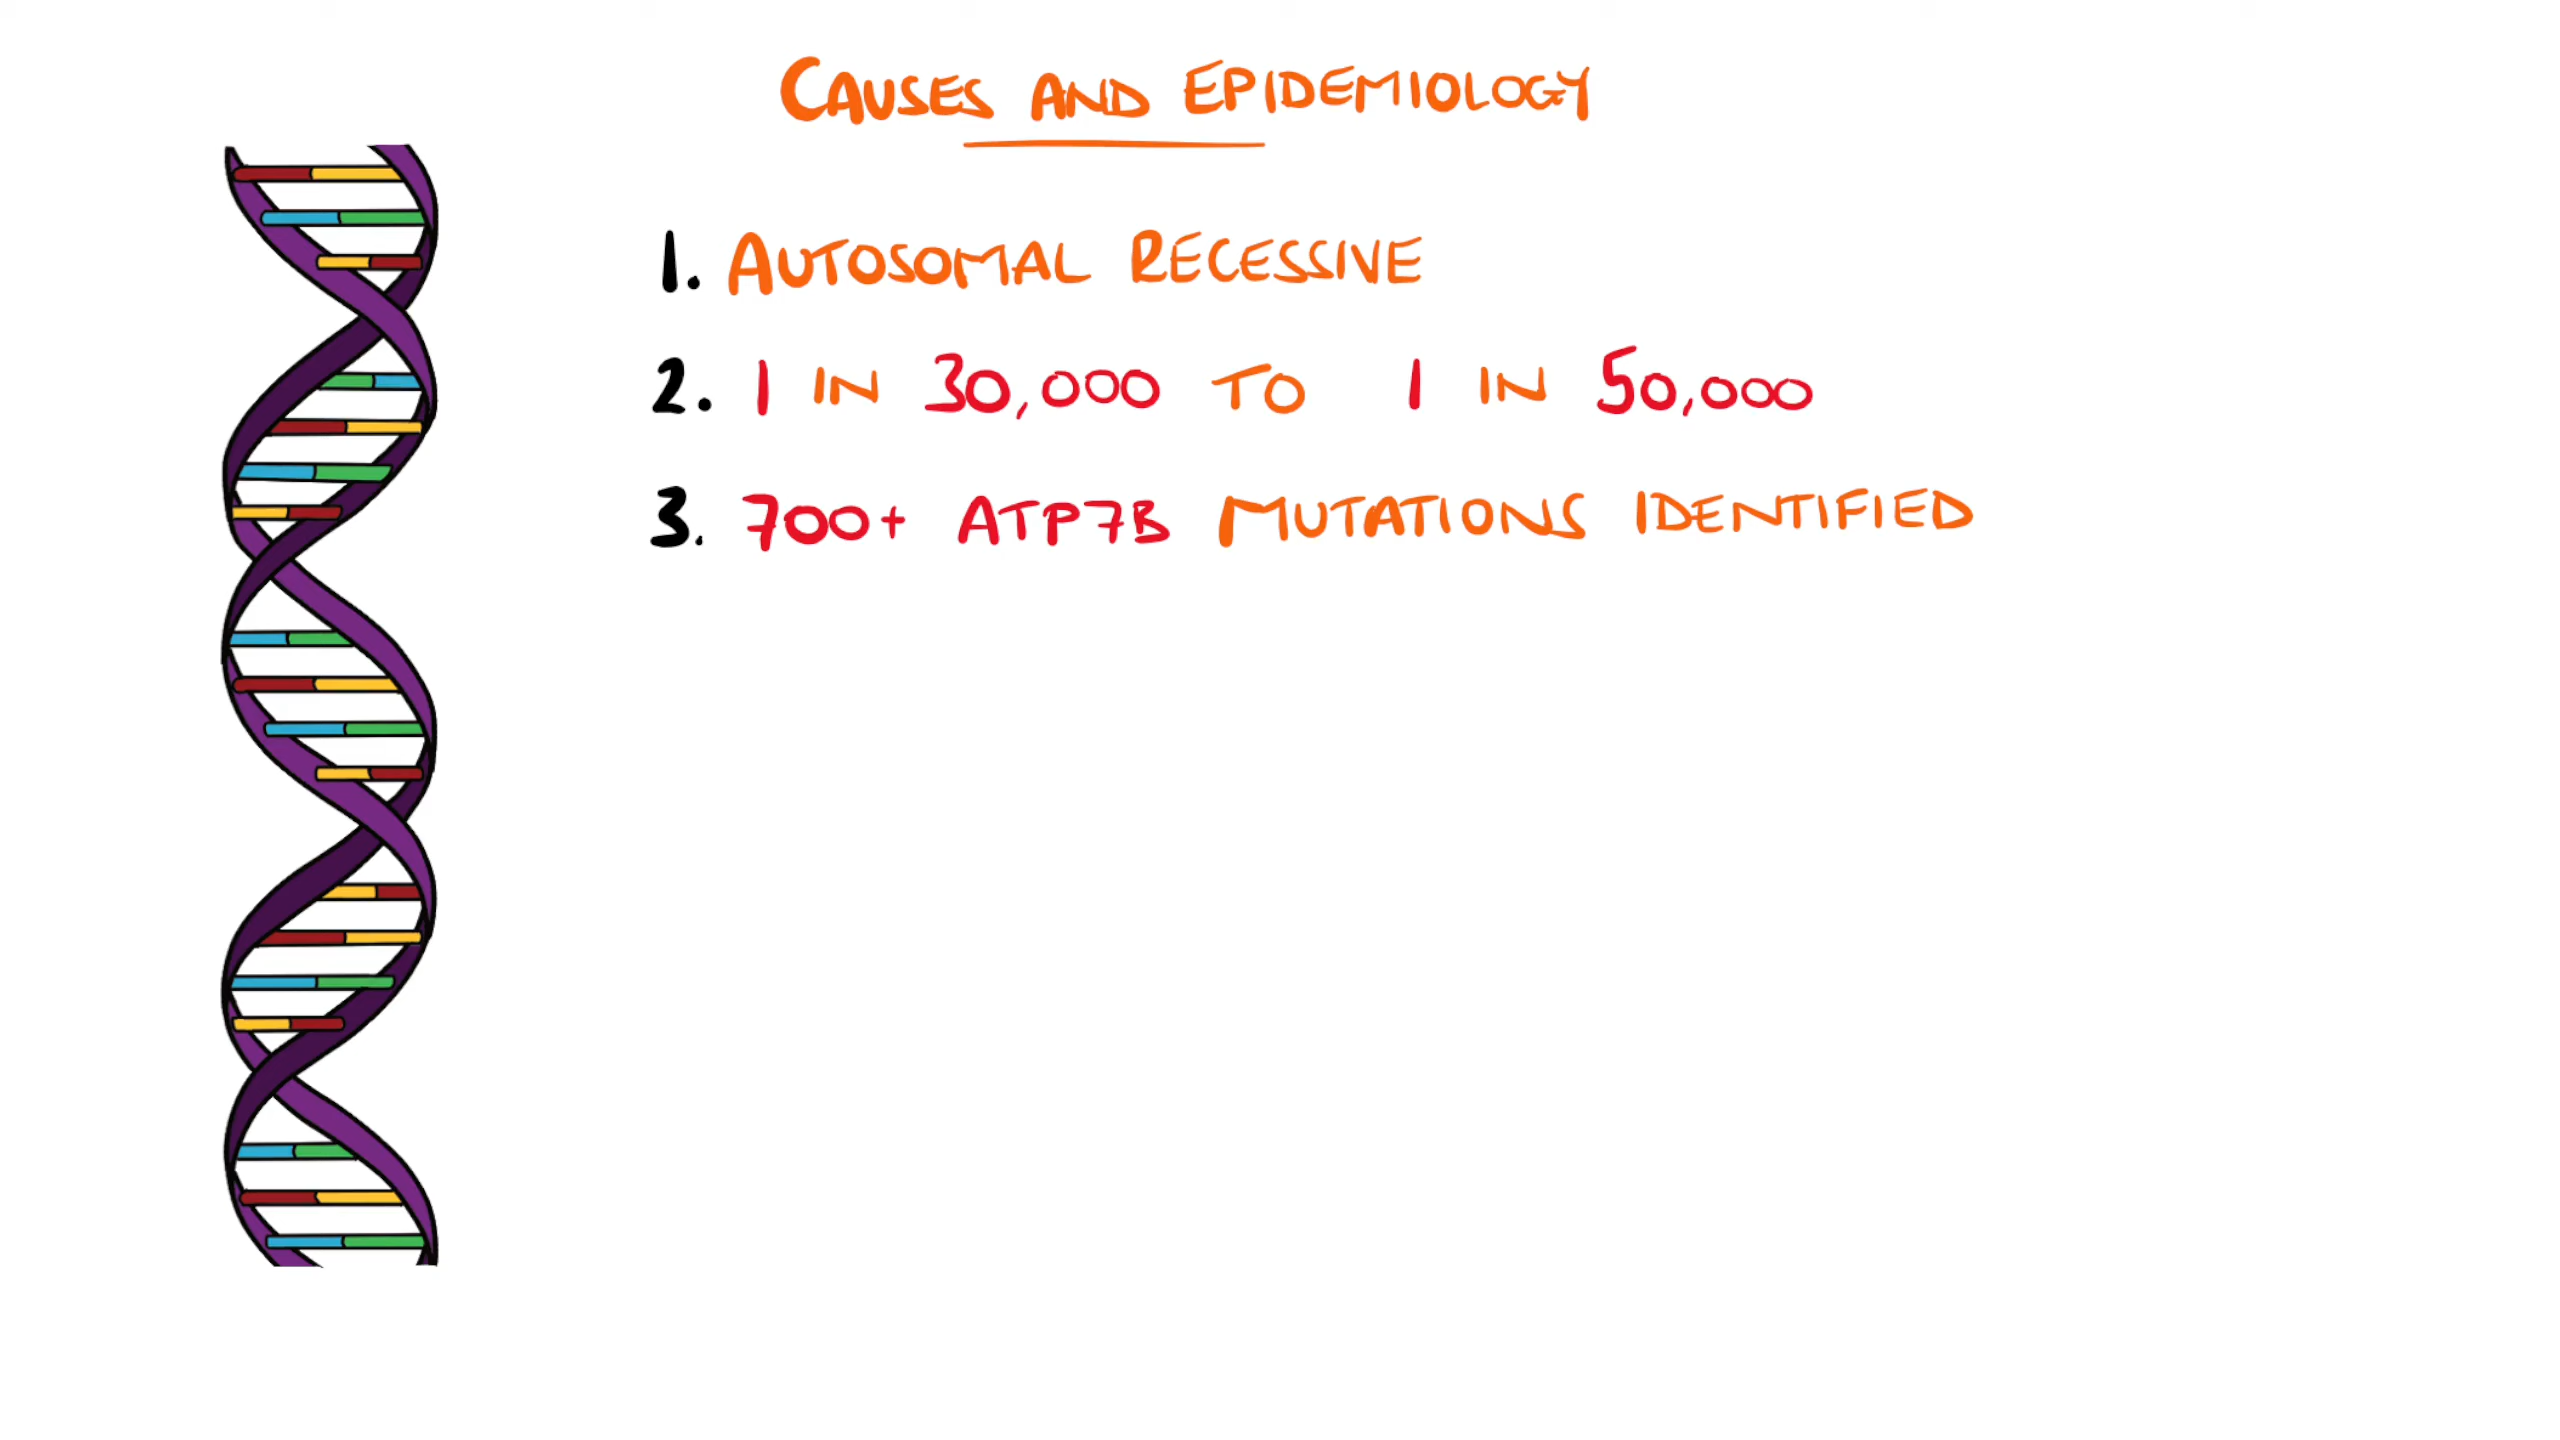 CAUSES AND EPIDEMIOLOGY
1. AUTOSOMAL RECESSIVE
2. 1 IN 30,000 TO 1 IN 50,000
3. 700+ ATP7B MUTATIONS IDENTIFIED